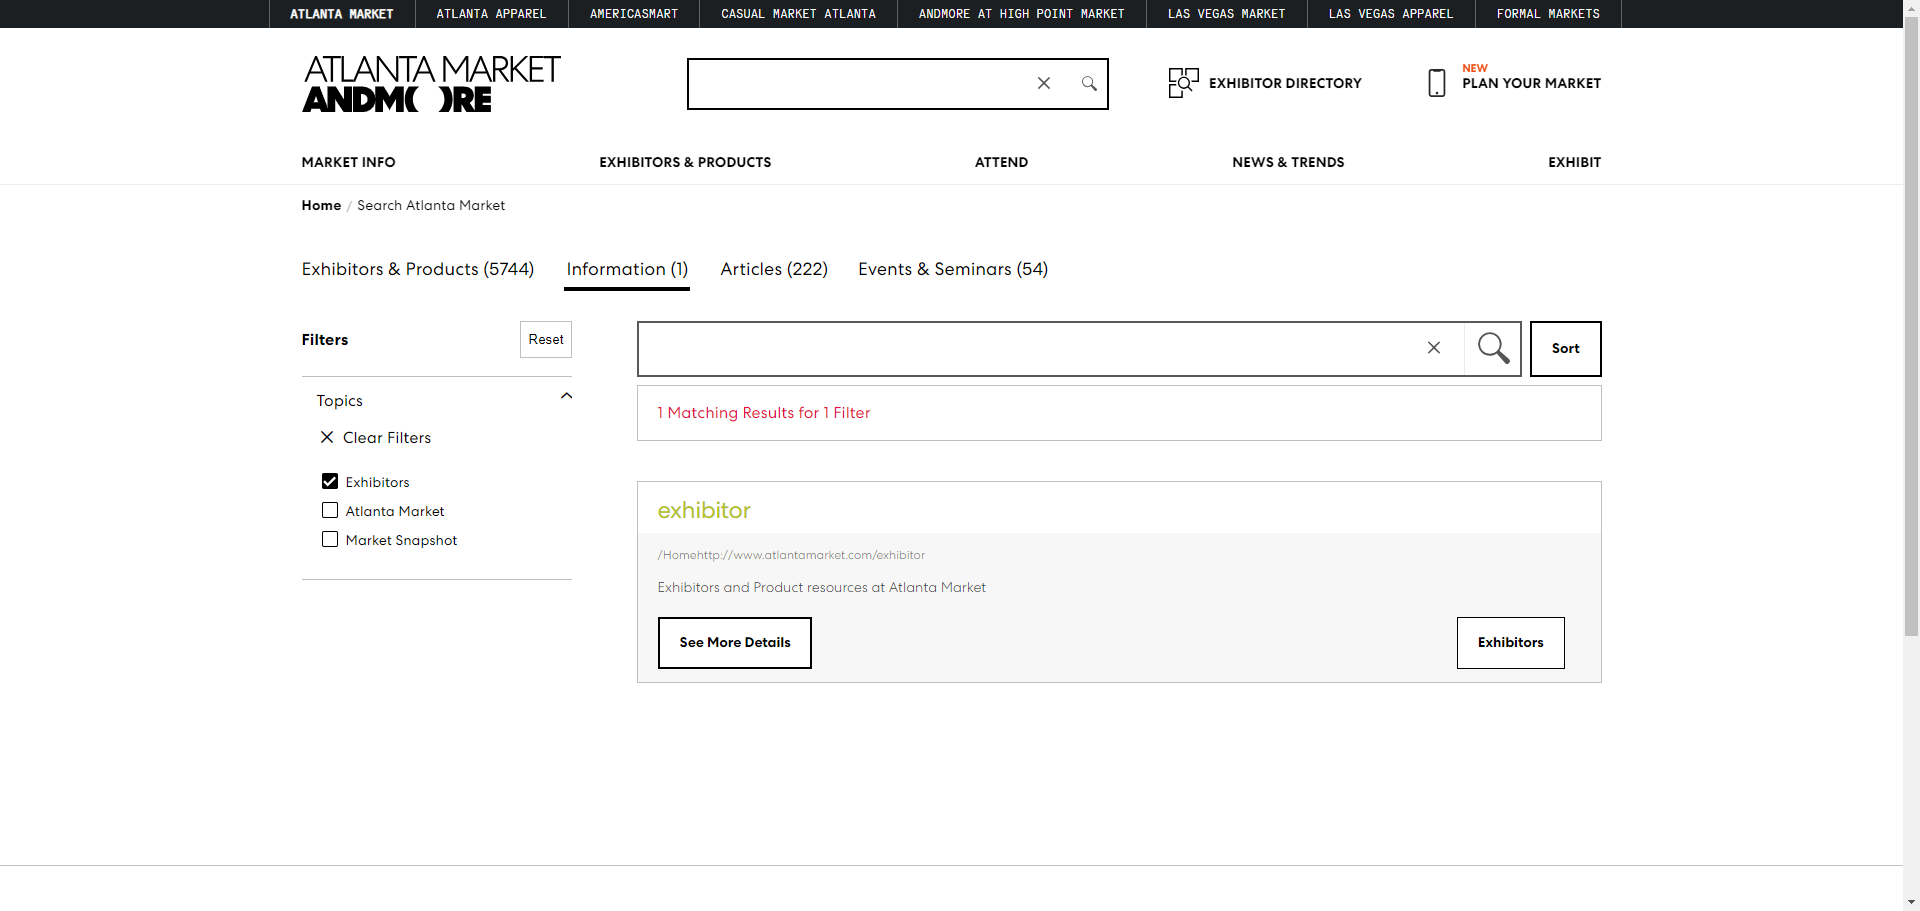 ATLANTA MARKET ATLANTA APPAREL AMERICASMART CASUAL MARKET ATLANTA ANDMORE AT HIGH POINT MARKET LAS VEGAS MARKET LAS VEGAS APPAREL FORMAL MARKETS
ATLANTA MARKET
ANDMORE
EXHIBITOR DIRECTORY
NEW
PLAN YOUR MARKET
MARKET INFO EXHIBITORS & PRODUCTS ATTEND NEWS & TRENDS EXHIBIT
Home / Search Atlanta Market
Exhibitors & Products (5744) Information (1) Articles (222) Events & Seminars (54)
Filters Reset
Sort
Topics
1 Matching Results for 1 Filter
Clear Filters
Exhibitors
Atlanta Market
Market Snapshot
exhibitor
/Homehttp://www.atlantamarket.com/exhibitor
Exhibitors and Product resources at Atlanta Market
See More Details Exhibitors